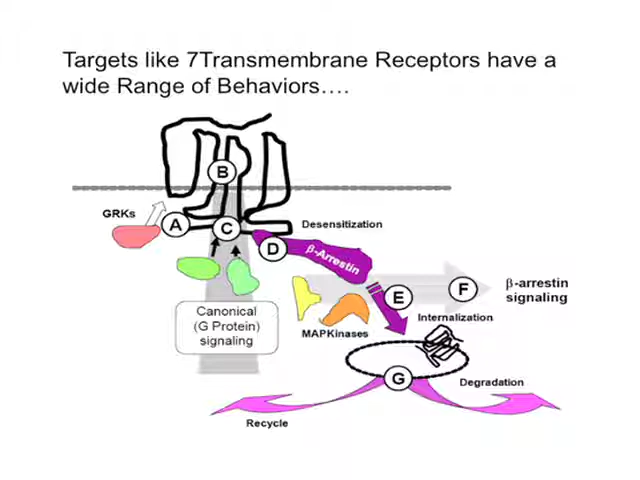 Targets like 7Transmembrane Receptors have a
wide Range of Behaviors….
B
GRKs
A
C
Desensitization
D
β-Arrestin
Canonical
(G Protein)
signaling
MAPKinases
E
F
β-arrestin
signaling
Internalization
G
Degradation
Recycle